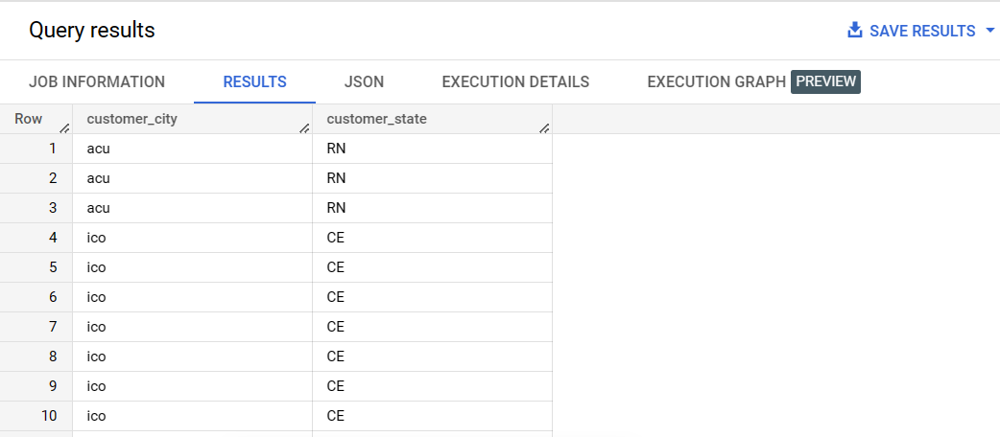 Query results SAVE RESULTS
JOB INFORMATION RESULTS JSON EXECUTION DETAILS EXECUTION GRAPH PREVIEW
Row customer_city customer_state
1 acu RN
2 acu RN
3 acu RN
4 ico CE
5 ico CE
6 ico CE
7 ico CE
8 ico CE
9 ico CE
10 ico CE